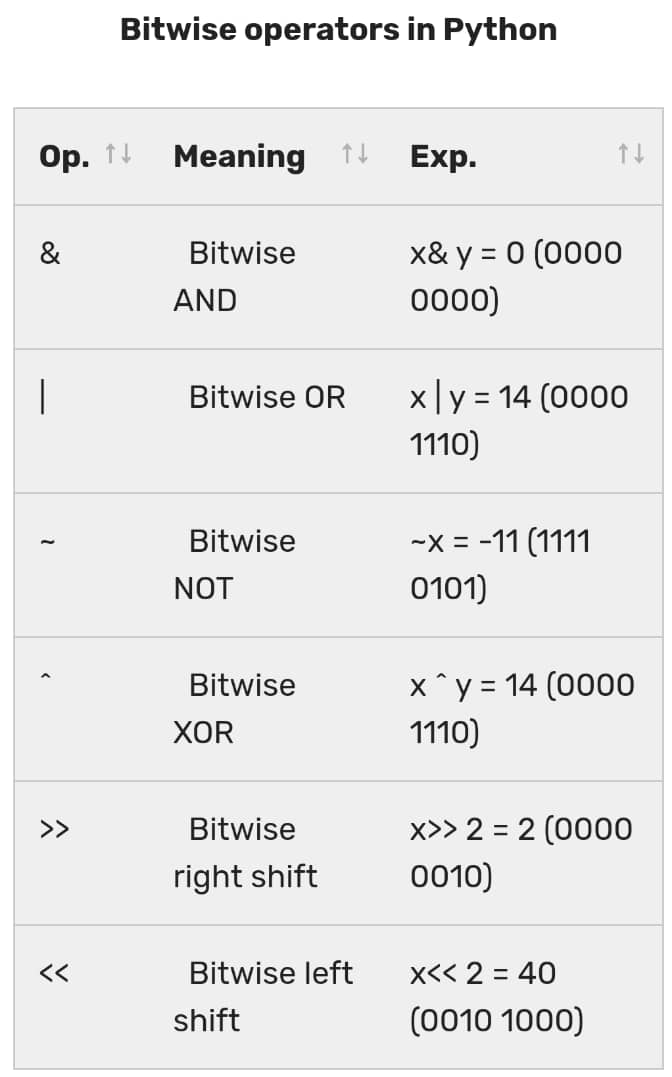 Bitwise operators in Python
Op. ↑↓ Meaning ↑↓ Exp. ↑↓
& Bitwise x& y = 0 (0000
AND 0000)
| Bitwise OR x | y = 14 (0000
1110)
~ Bitwise ~x = -11 (1111
NOT 0101)
ˆ Bitwise x ˆ y = 14 (0000
XOR 1110)
>> Bitwise x>> 2 = 2 (0000
right shift 0010)
<< Bitwise left x<< 2 = 40
shift (0010 1000)